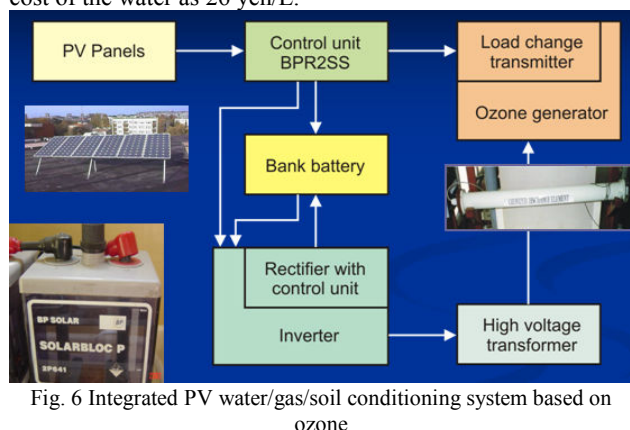 cost of the water as 26 yen/L.
PV Panels
Control unit
BPR2SS
Load change
transmitter
Ozone generator
Bank battery
Rectifier with
control unit
Inverter
High voltage
transformer
BP SOLAR
SOLARBLOC P
Fig. 6 Integrated PV water/gas/soil conditioning system based on
ozone